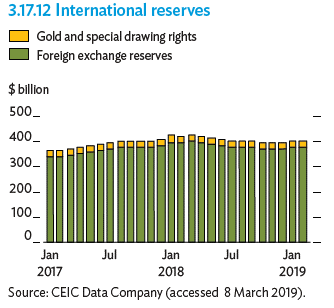 3.17.12 International reserves
Gold and special drawing rights
Foreign exchange reserves
$ billion
500
400
300
200
100
0
Jan Jul Jan Jul Jan
2017 2018 2019
Source: CEIC Data Company (accessed 8 March 2019).